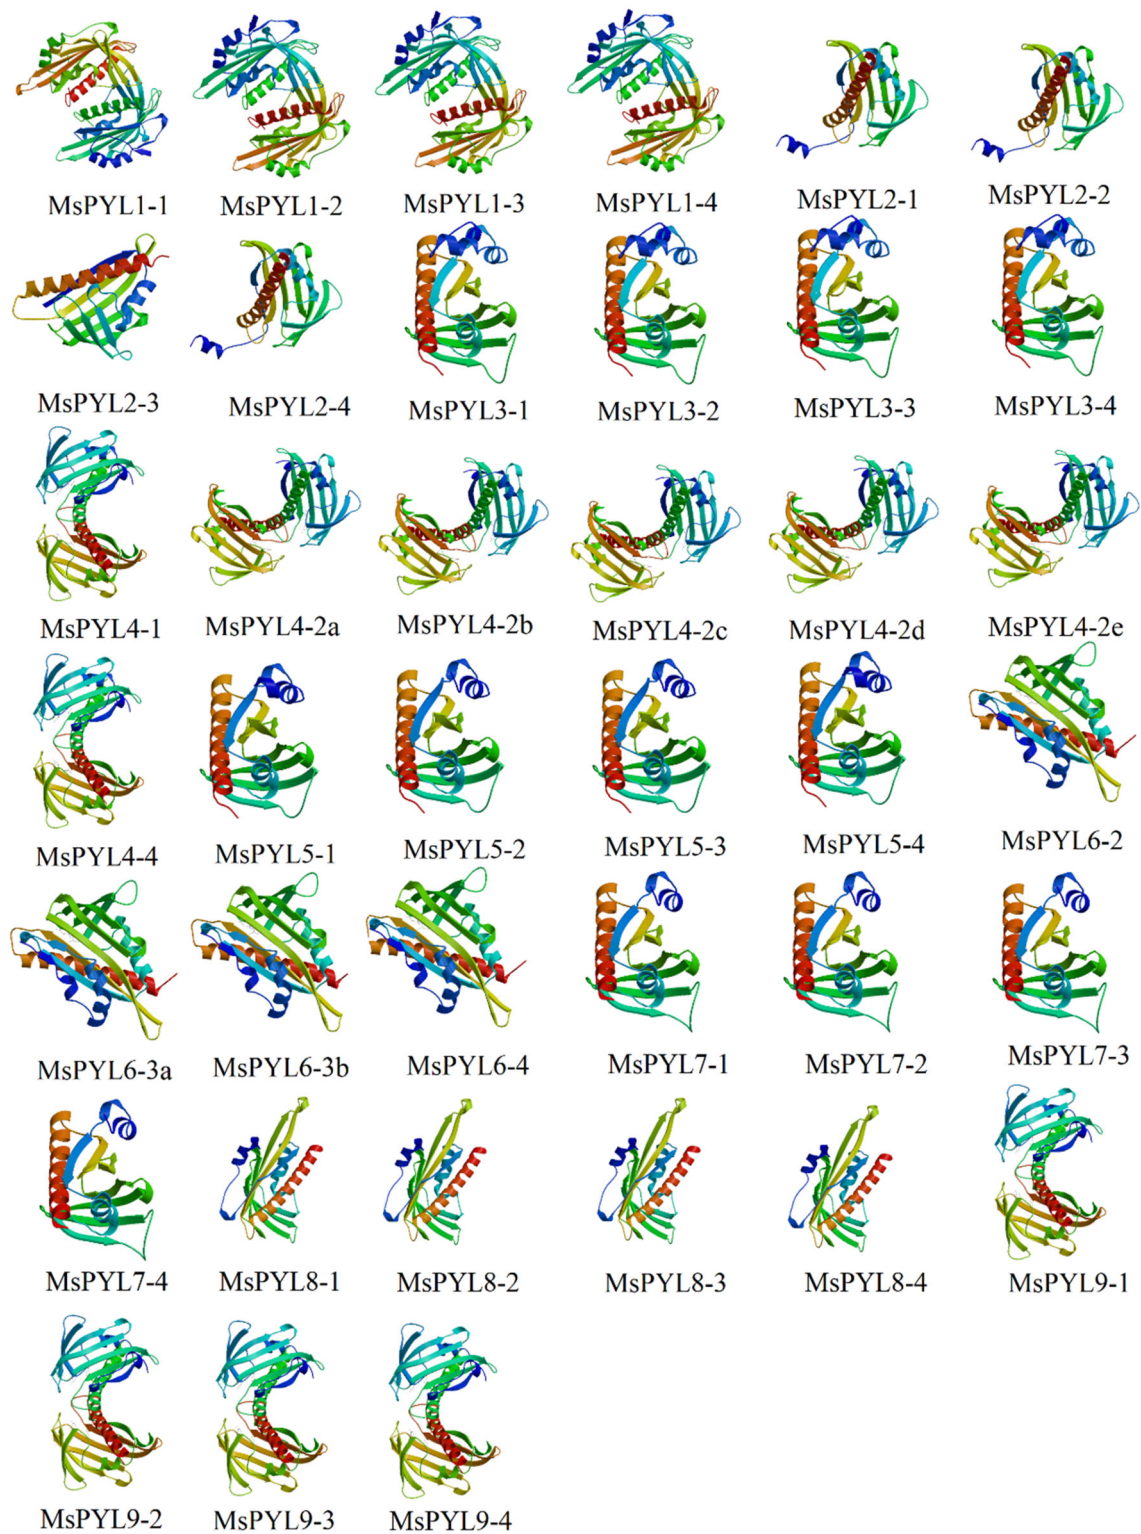 MsPYL1-1 MsPYL1-2 MsPYL1-3 MsPYL1-4 MsPYL2-1 MsPYL2-2
MsPYL2-3 MsPYL2-4 MsPYL3-1 MsPYL3-2 MsPYL3-3 MsPYL3-4
MsPYL4-1 MsPYL4-2a MsPYL4-2b MsPYL4-2c MsPYL4-2d MsPYL4-2e
MsPYL4-4 MsPYL5-1 MsPYL5-2 MsPYL5-3 MsPYL5-4 MsPYL6-2
MsPYL6-3a MsPYL6-3b MsPYL6-4 MsPYL7-1 MsPYL7-2 MsPYL7-3
MsPYL7-4 MsPYL8-1 MsPYL8-2 MsPYL8-3 MsPYL8-4 MsPYL9-1
MsPYL9-2 MsPYL9-3 MsPYL9-4